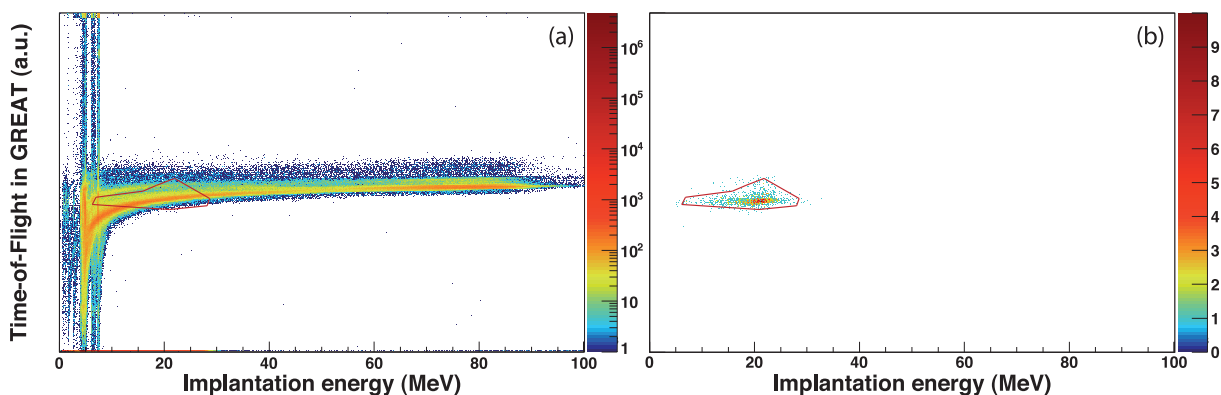 Time-of-Flight in GREAT (a.u.)
(a)
10⁶
10⁵
10⁴
10³
10²
10
1
0 20 40 60 80 100
Implantation energy (MeV)
(b)
9
8
7
6
5
4
3
2
1
0
0 20 40 60 80 100
Implantation energy (MeV)